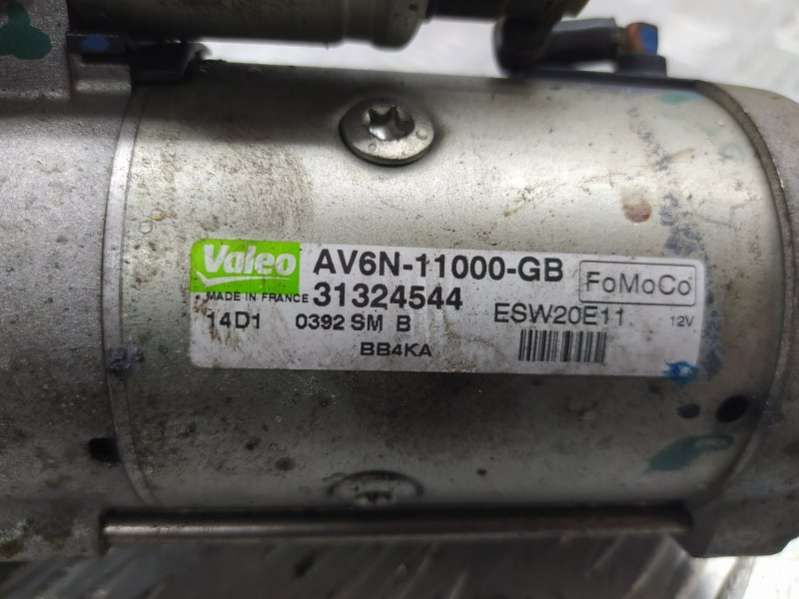 Valeo AV6N-11000-GB FoMoCo
MADE IN FRANCE 31324544
14D1 0392 SM B ESW20E11 12V
BB4KA